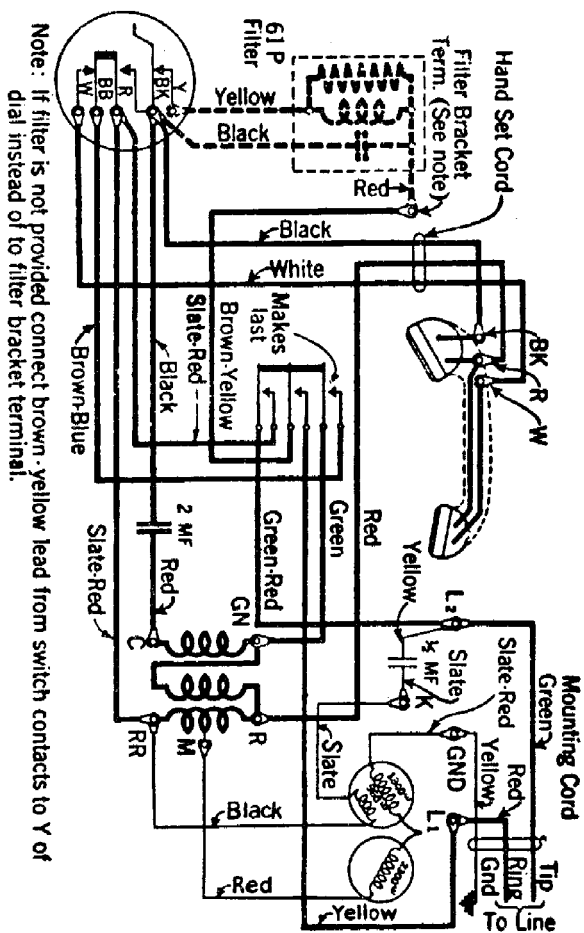 Hand Set Cord
Filter Bracket
Term. (See note)
61 P
Filter
Yellow
Black
Red
Y
BK
R
BB
W
Black
White
BK
R
W
Makes
last
Brown-Yellow
Slate-Red
Black
Brown-Blue
Red
Green
Green-Red
2 MF
Red
Slate-Red
Mounting Cord
Green
Slate-Red
L2
Yellow
½ MF
Slate
K
Slate
GND
Yellow
Red
Tip
Ring
Gnd
To Line
L1
GN
C
R
M
RR
Black
Red
Yellow
2300ω
Note: If filter is not provided connect brown-yellow lead from switch contacts to Y of
dial instead of to filter bracket terminal.